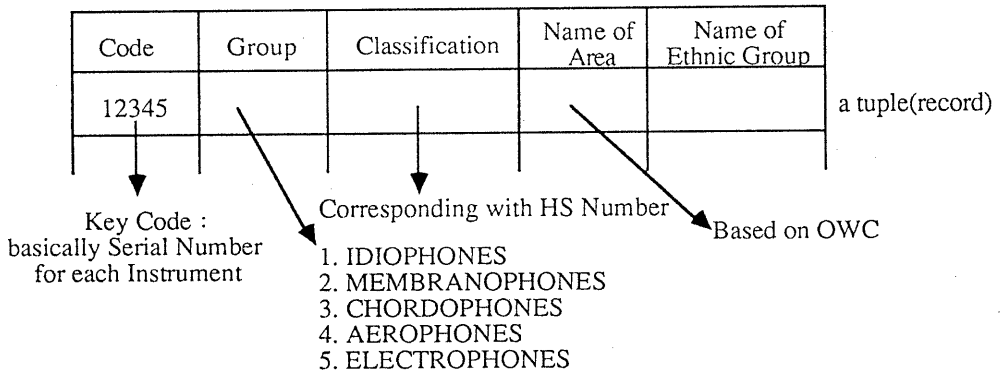 Code
Group
Classification
Name of
Area
Name of
Ethnic Group
12345
a tuple(record)
Key Code :
basically Serial Number
for each Instrument
Corresponding with HS Number
1. IDIOPHONES
2. MEMBRANOPHONES
3. CHORDOPHONES
4. AEROPHONES
5. ELECTROPHONES
Based on OWC